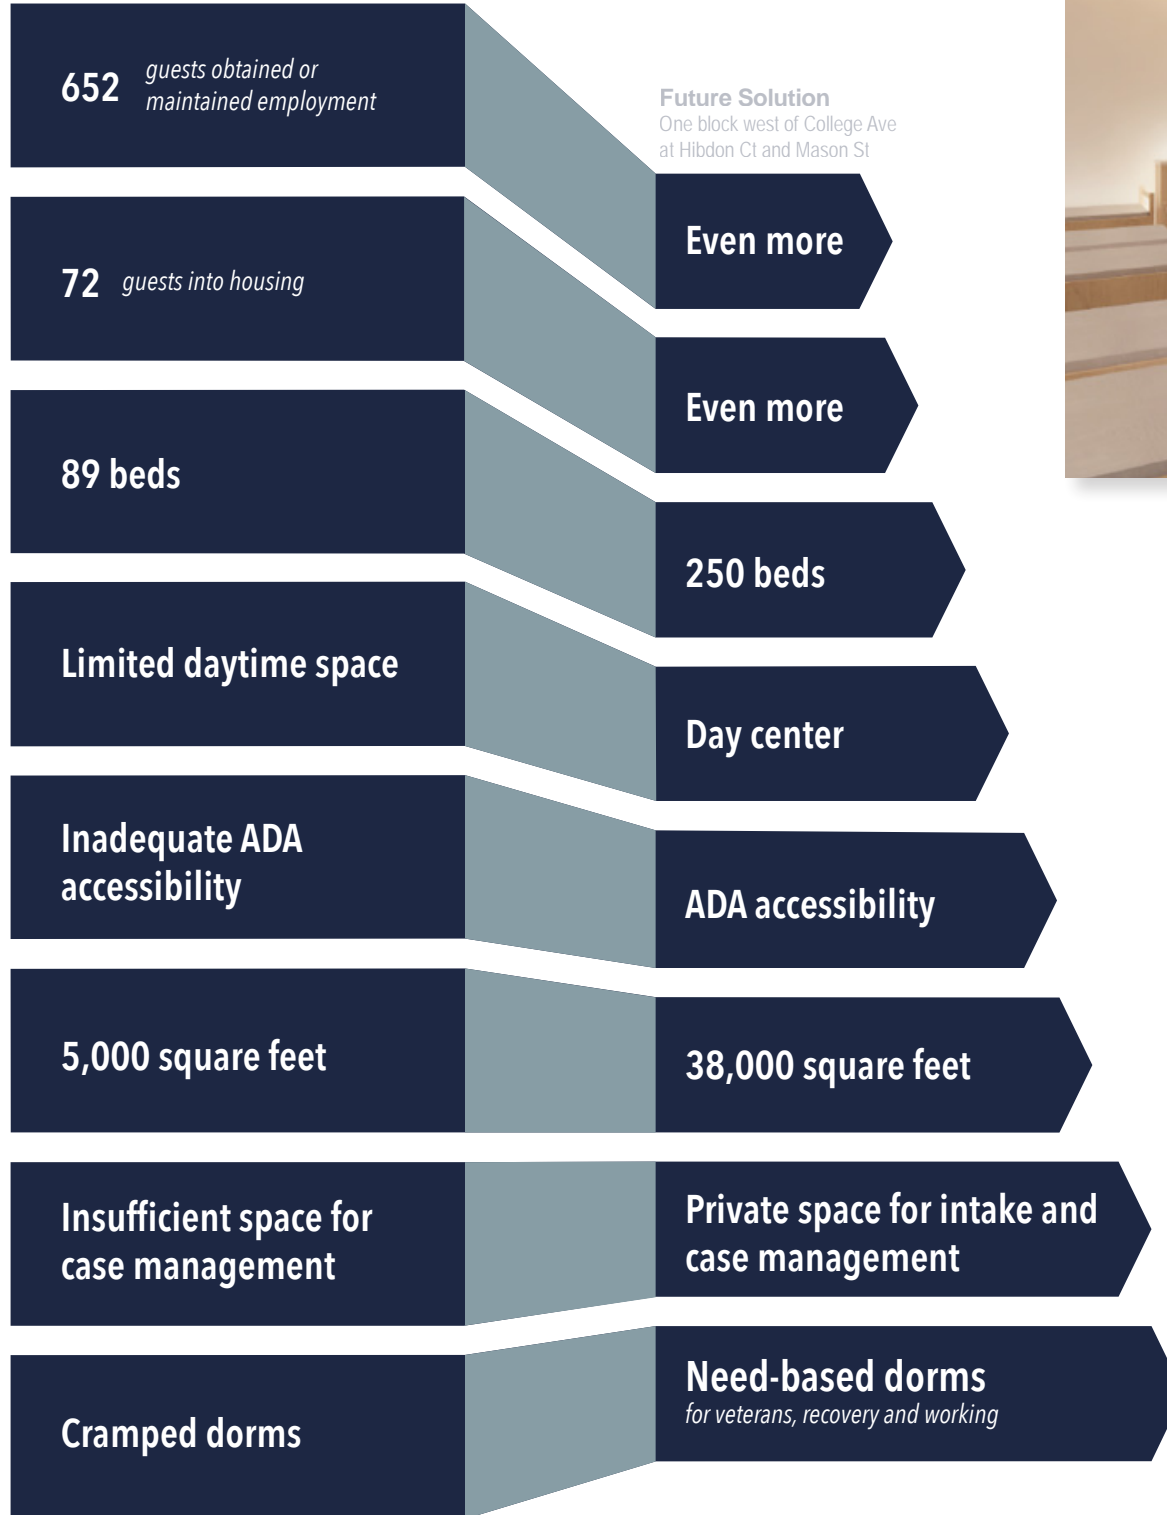 652 guests obtained or
maintained employment
72 guests into housing
89 beds
Limited daytime space
Inadequate ADA
accessibility
5,000 square feet
Insufficient space for
case management
Cramped dorms
Future Solution
One block west of College Ave
at Hibdon Ct and Mason St
Even more
Even more
250 beds
Day center
ADA accessibility
38,000 square feet
Private space for intake and
case management
Need-based dorms
for veterans, recovery and working